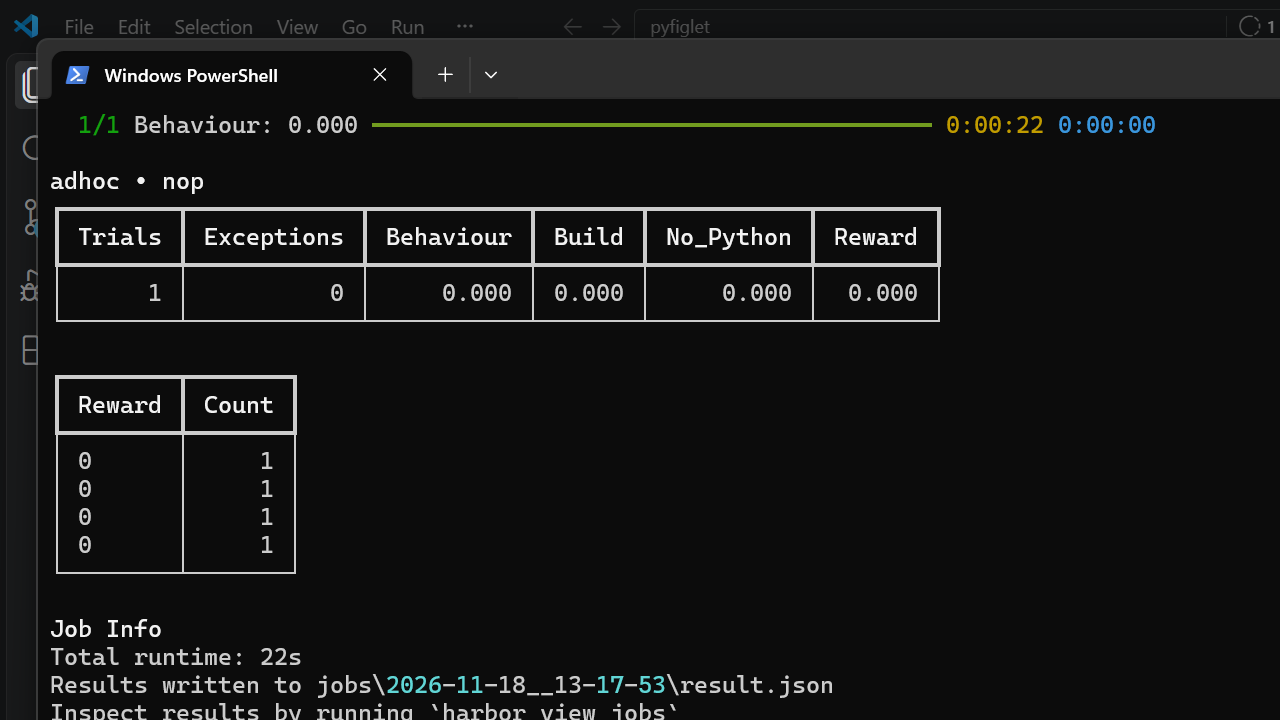 File Edit Selection View Go Run ··· ← → pyfiglet 1
Windows PowerShell
1/1 Behaviour: 0.000 0:00:22 0:00:00
adhoc • nop
Trials Exceptions Behaviour Build No_Python Reward
1 0 0.000 0.000 0.000 0.000
Reward Count
0 1
0 1
0 1
0 1
Job Info
Total runtime: 22s
Results written to jobs\2026-11-18__13-17-53\result.json
Inspect results by running `harbor view jobs`